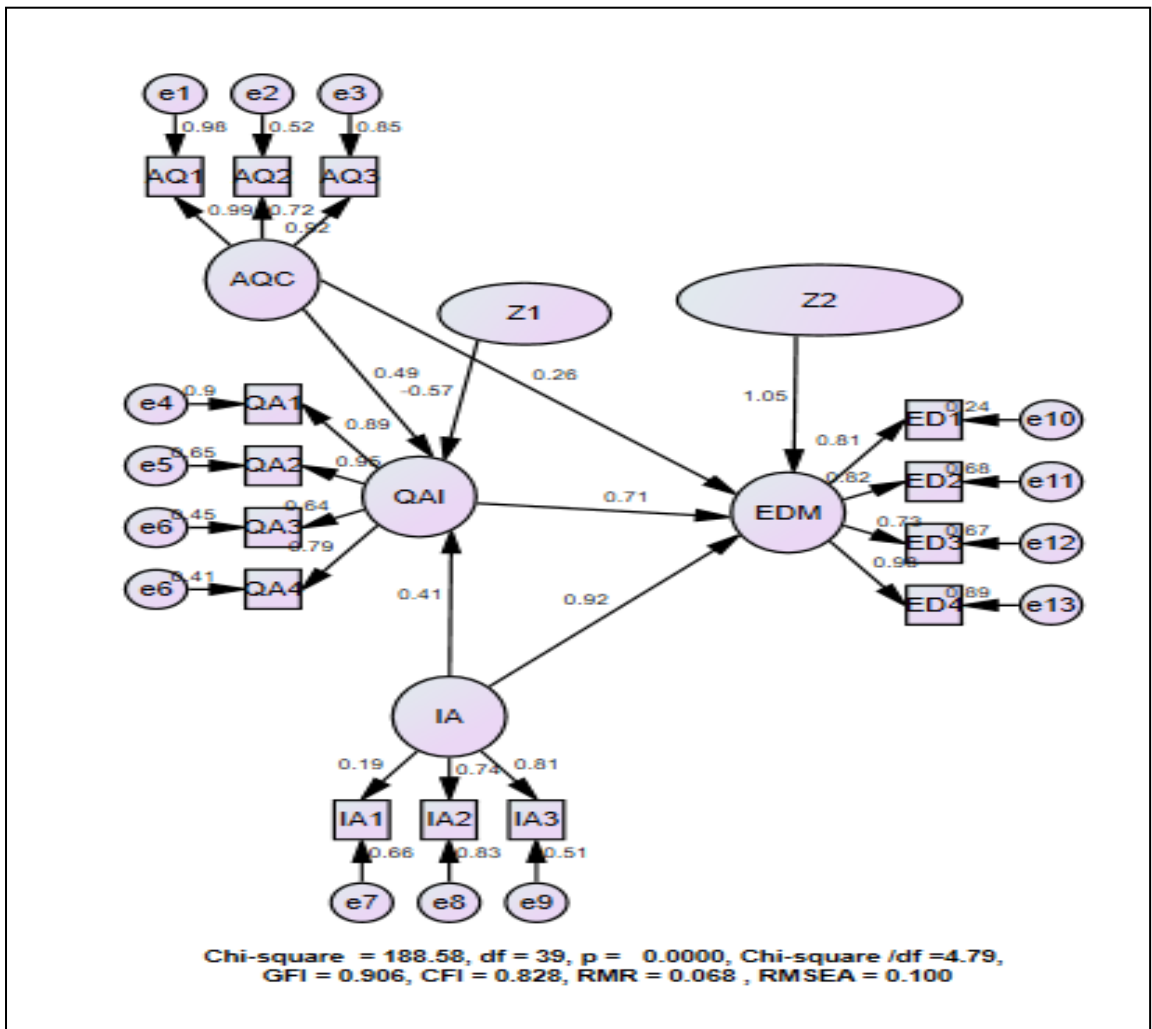 e1 e2 e3
0.98 0.52 0.85
AQ1 AQ2 AQ3
0.99 0.72
0.92
AQC
Z1 Z2
0.49
-0.57
0.26
1.05
e4 0.9 QA1
0.89
e5 0.65 QA2
0.95
e6 0.45 QA3
0.64
e6 0.41 QA4
0.79
QAI
0.71
EDM
0.81
ED1 0.24 e10
0.82
ED2 0.68 e11
0.73
ED3 0.67 e12
ED4 0.89 e13
0.41
0.92
IA
0.19 0.74 0.81
IA1 IA2 IA3
0.66 0.83 0.51
e7 e8 e9
Chi-square = 188.58, df = 39, p = 0.0000, Chi-square /df =4.79,
GFI = 0.906, CFI = 0.828, RMR = 0.068 , RMSEA = 0.100